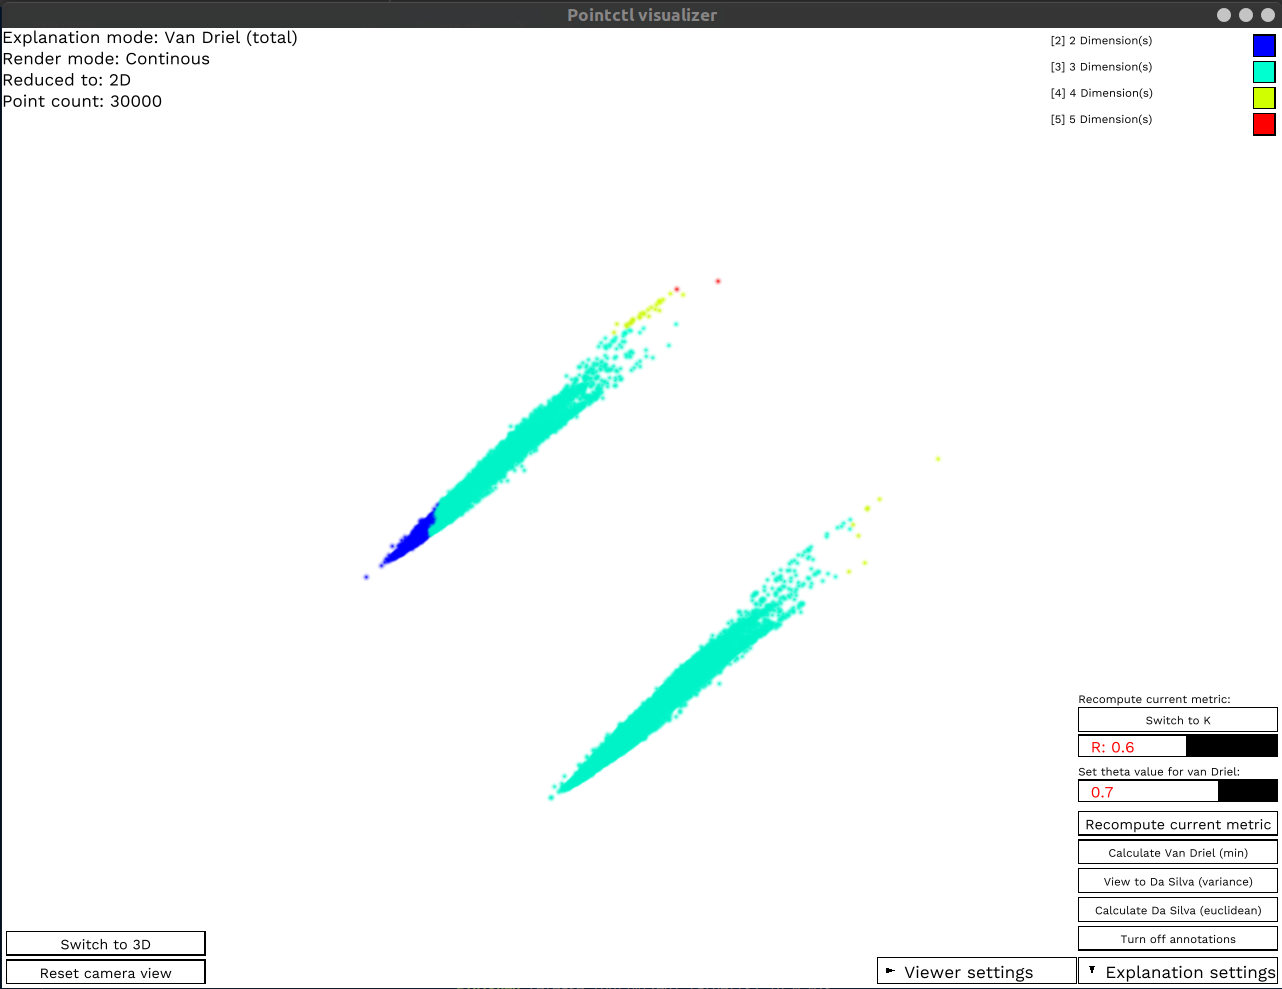 Pointctl visualizer
Explanation mode: Van Driel (total)
Render mode: Continous
Reduced to: 2D
Point count: 30000
[2] 2 Dimension(s)
[3] 3 Dimension(s)
[4] 4 Dimension(s)
[5] 5 Dimension(s)
Recompute current metric:
Switch to K
R: 0.6
Set theta value for van Driel:
0.7
Recompute current metric
Calculate Van Driel (min)
View to Da Silva (variance)
Calculate Da Silva (euclidean)
Turn off annotations
Switch to 3D
Reset camera view
Viewer settings
Explanation settings